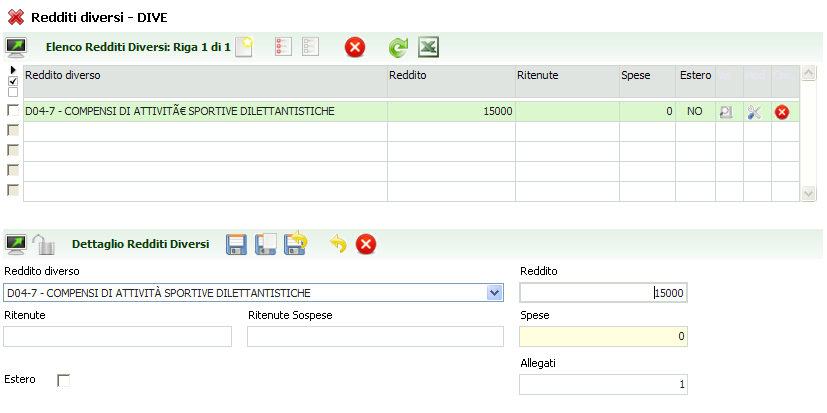 Redditi diversi - DIVE
Elenco Redditi Diversi: Riga 1 di 1
Reddito diverso Reddito Ritenute Spese Estero
D04-7 - COMPENSI DI ATTIVITÃ€ SPORTIVE DILETTANTISTICHE 15000 0 NO
Dettaglio Redditi Diversi
Reddito diverso Reddito
D04-7 - COMPENSI DI ATTIVITÀ SPORTIVE DILETTANTISTICHE 15000
Ritenute Ritenute Sospese Spese
0
Allegati
Estero 1